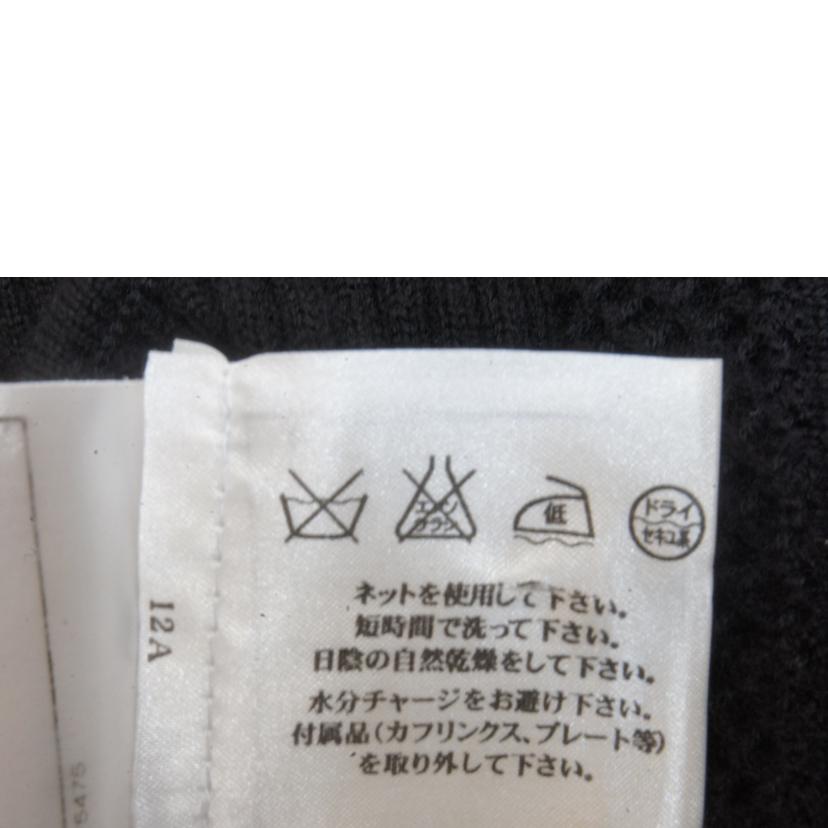 エンソ
サラシ
低
ドライ
セキユ系
ネットを使用して下さい。
短時間で洗って下さい。
日陰の自然乾燥をして下さい。
水分チャージをお避け下さい。
付属品(カフリンクス、ブレート等)
を取り外して下さい。
12A
5475